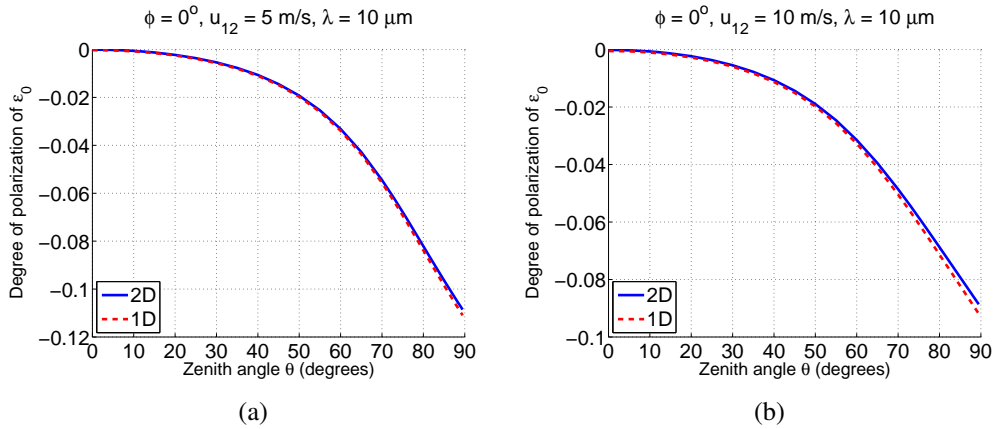 ϕ = 0°, u₁₂ = 5 m/s, λ = 10 μm
Degree of polarization of ε₀
0
−0.02
−0.04
−0.06
−0.08
−0.1
−0.12
2D
1D
0 10 20 30 40 50 60 70 80 90
Zenith angle θ (degrees)
(a)
ϕ = 0°, u₁₂ = 10 m/s, λ = 10 μm
Degree of polarization of ε₀
0
−0.02
−0.04
−0.06
−0.08
−0.1
2D
1D
0 10 20 30 40 50 60 70 80 90
Zenith angle θ (degrees)
(b)